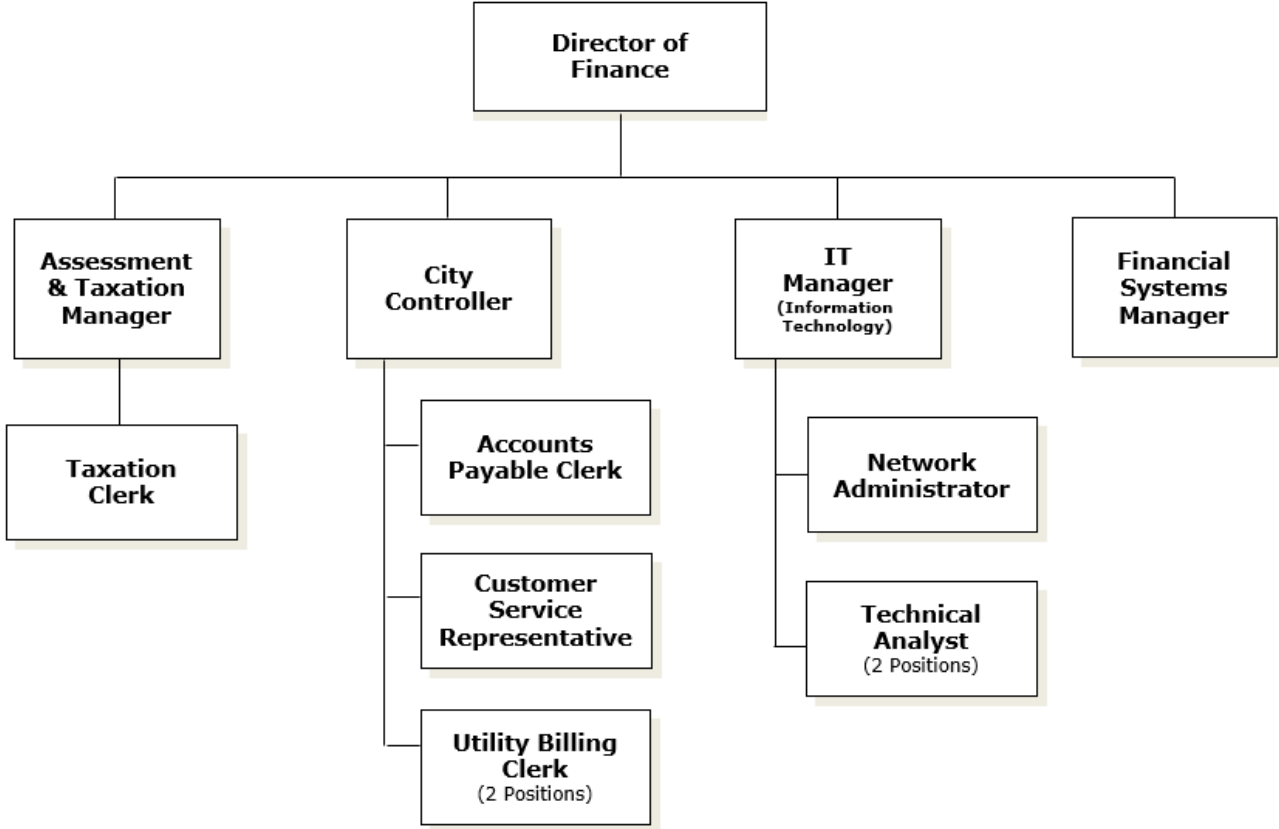 Director of
Finance
Assessment
& Taxation
Manager
City
Controller
IT
Manager
(Information
Technology)
Financial
Systems
Manager
Taxation
Clerk
Accounts
Payable Clerk
Customer
Service
Representative
Utility Billing
Clerk
(2 Positions)
Network
Administrator
Technical
Analyst
(2 Positions)